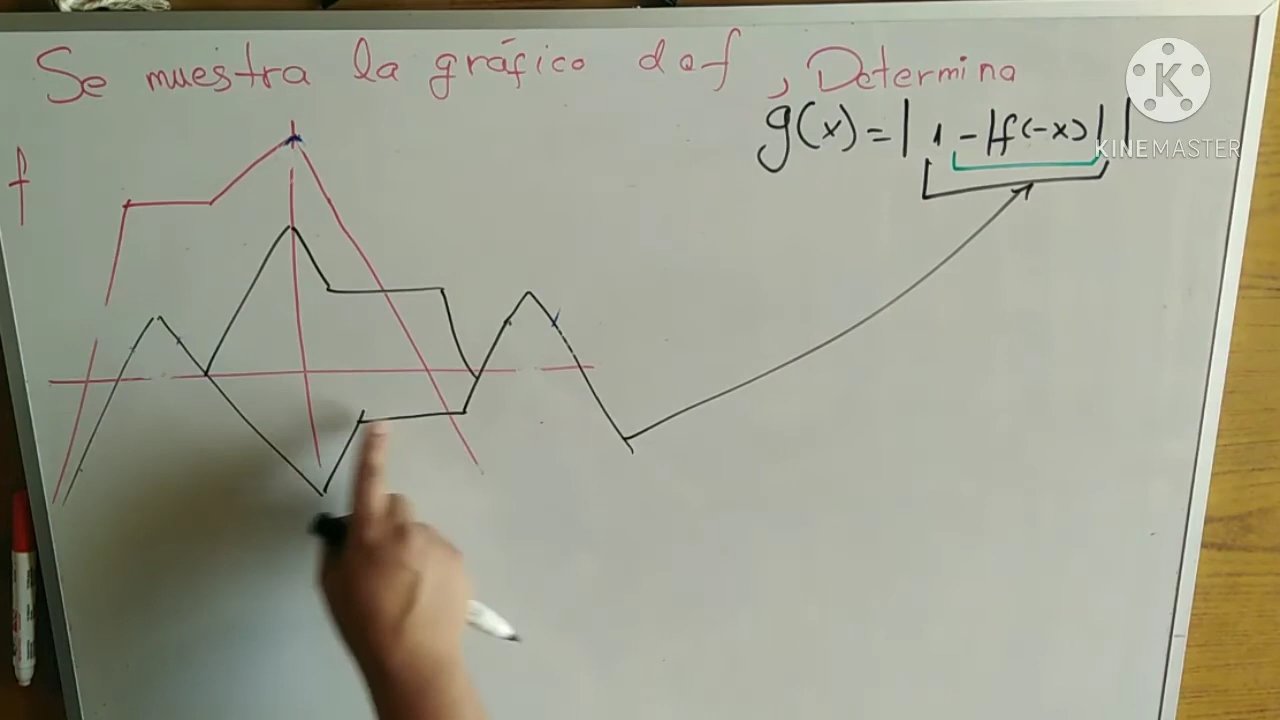 Se muestra la gráfico de f, Determina
g(x)=|1-|f(-x)||
f
K
KINEMASTER